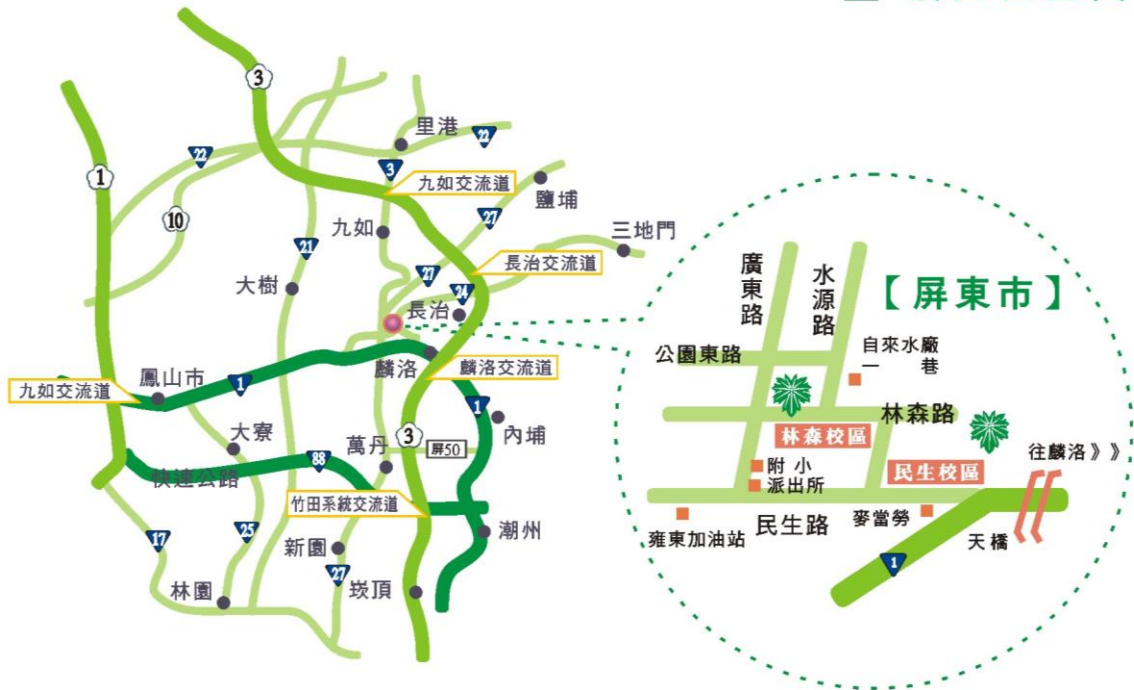 3
1
22
里港
22
3
九如交流道
10
鹽埔
27
九如
21
三地門
長治交流道
27
24
大樹
長治
麟洛
麟洛交流道
九如交流道
鳳山市
1
1
3
內埔
大寮
萬丹
屏50
88
快速公路
竹田系統交流道
潮州
17
25
新園
27
林園
崁頂
【屏東市】
廣東路
水源路
公園東路
自來水廠
一巷
林森路
林森校區
民生校區
往麟洛》》
附小
派出所
民生路
麥當勞
雍東加油站
天橋
1